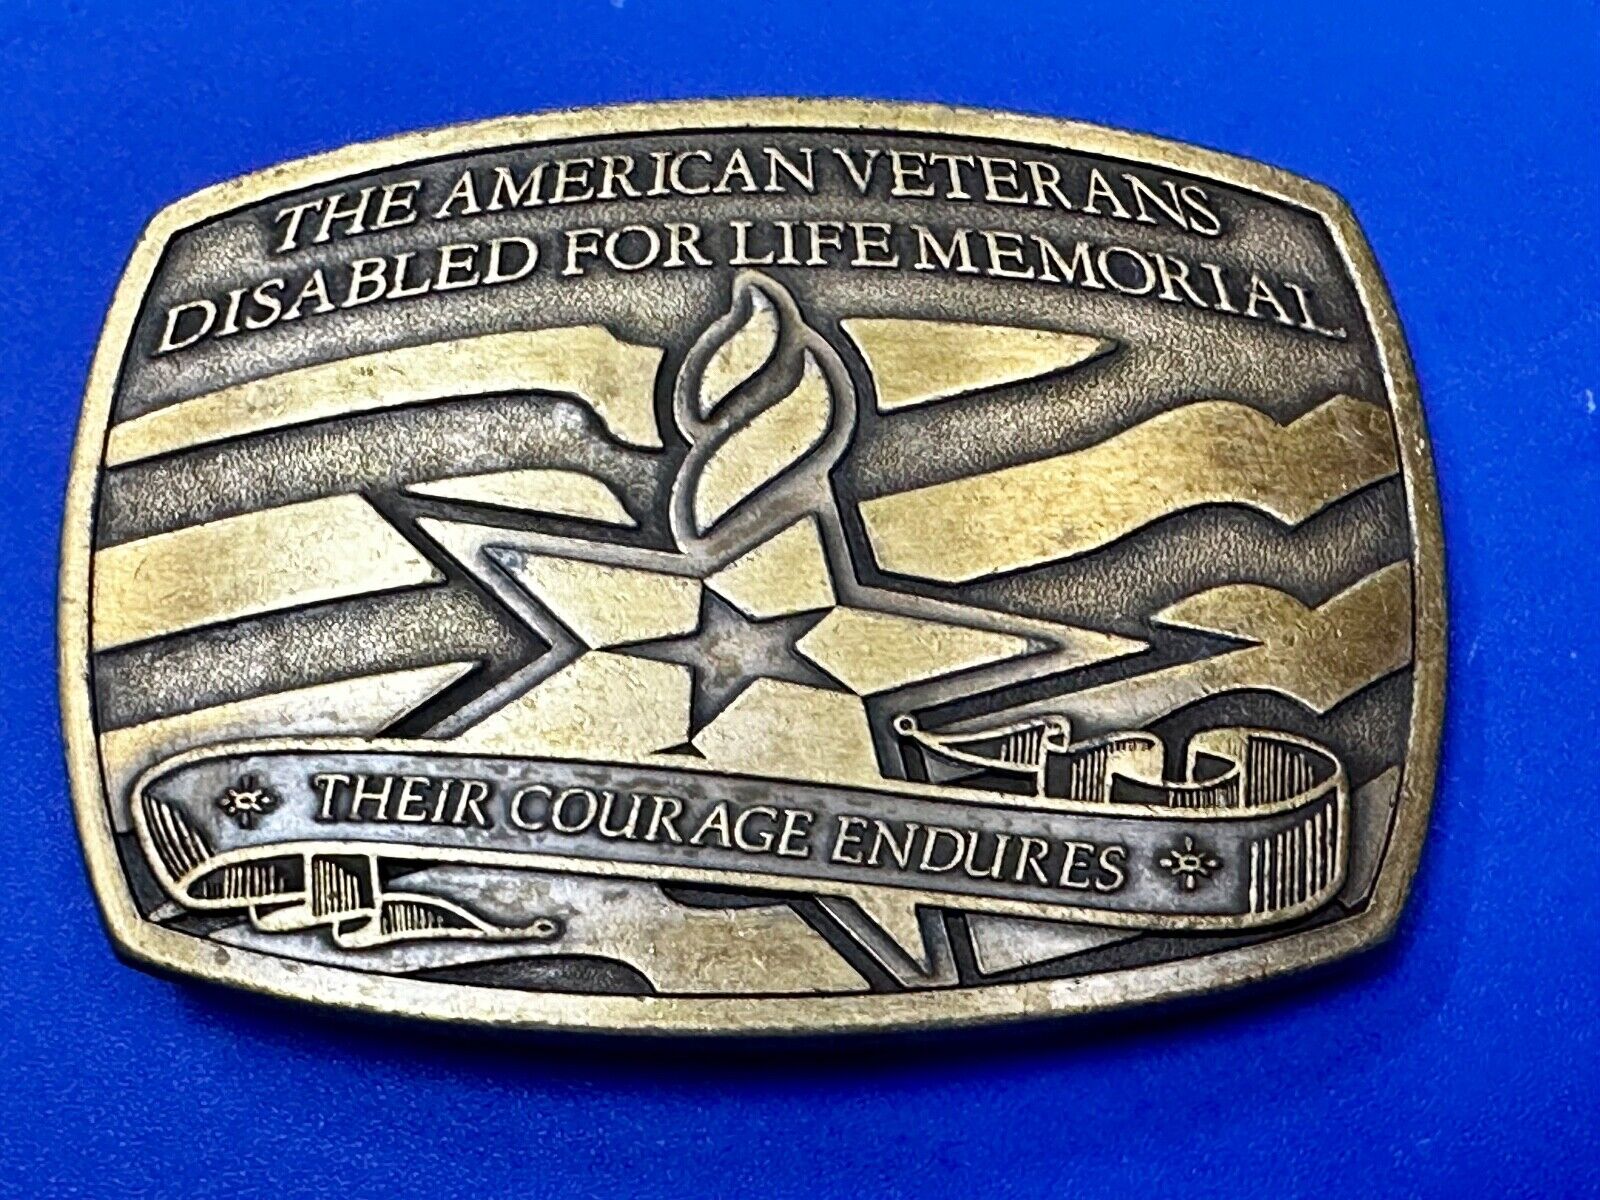 THE AMERICAN VETERANS
DISABLED FOR LIFE MEMORIAL
THEIR COURAGE ENDURES